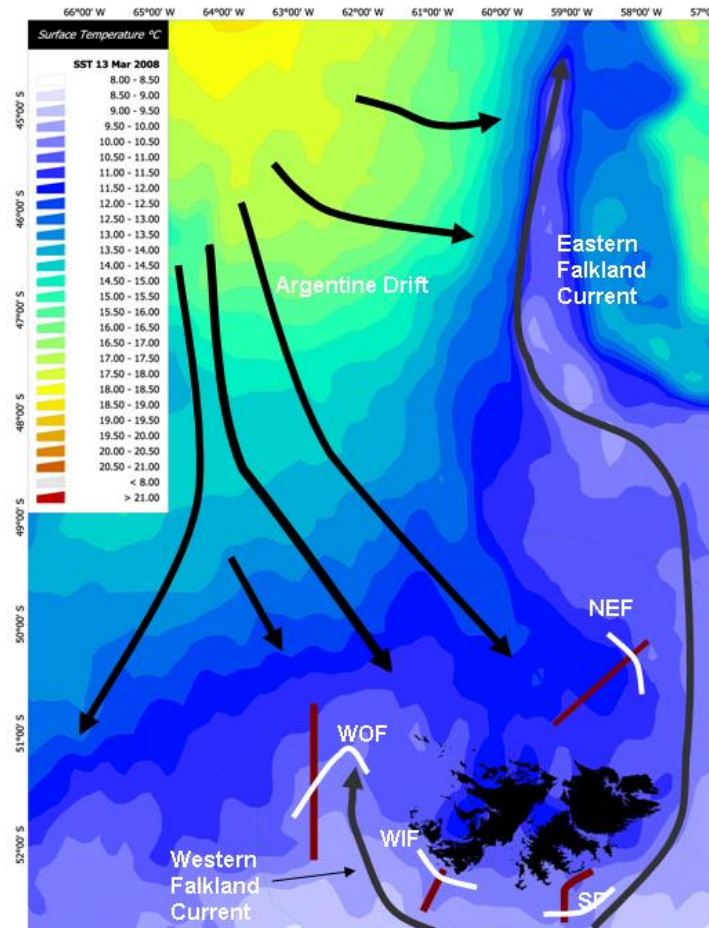 66°00' W 65°00' W 64°00' W 63°00' W 62°00' W 61°00' W 60°00' W 59°00' W 58°00' W 57°0
Surface Temperature °C
SST 13 Mar 2008
8.00 - 8.50
8.50 - 9.00
9.00 - 9.50
9.50 - 10.00
10.00 - 10.50
10.50 - 11.00
11.00 - 11.50
11.50 - 12.00
12.00 - 12.50
12.50 - 13.00
13.00 - 13.50
13.50 - 14.00
14.00 - 14.50
14.50 - 15.00
15.00 - 15.50
15.50 - 16.00
16.00 - 16.50
16.50 - 17.00
17.00 - 17.50
17.50 - 18.00
18.00 - 18.50
18.50 - 19.00
19.00 - 19.50
19.50 - 20.00
20.00 - 20.50
20.50 - 21.00
< 8.00
> 21.00
45°00' S
46°00' S
47°00' S
48°00' S
49°00' S
50°00' S
51°00' S
52°00' S
Argentine Drift
Eastern
Falkland
Current
NEF
WOF
WIF
Western
Falkland
Current
SF